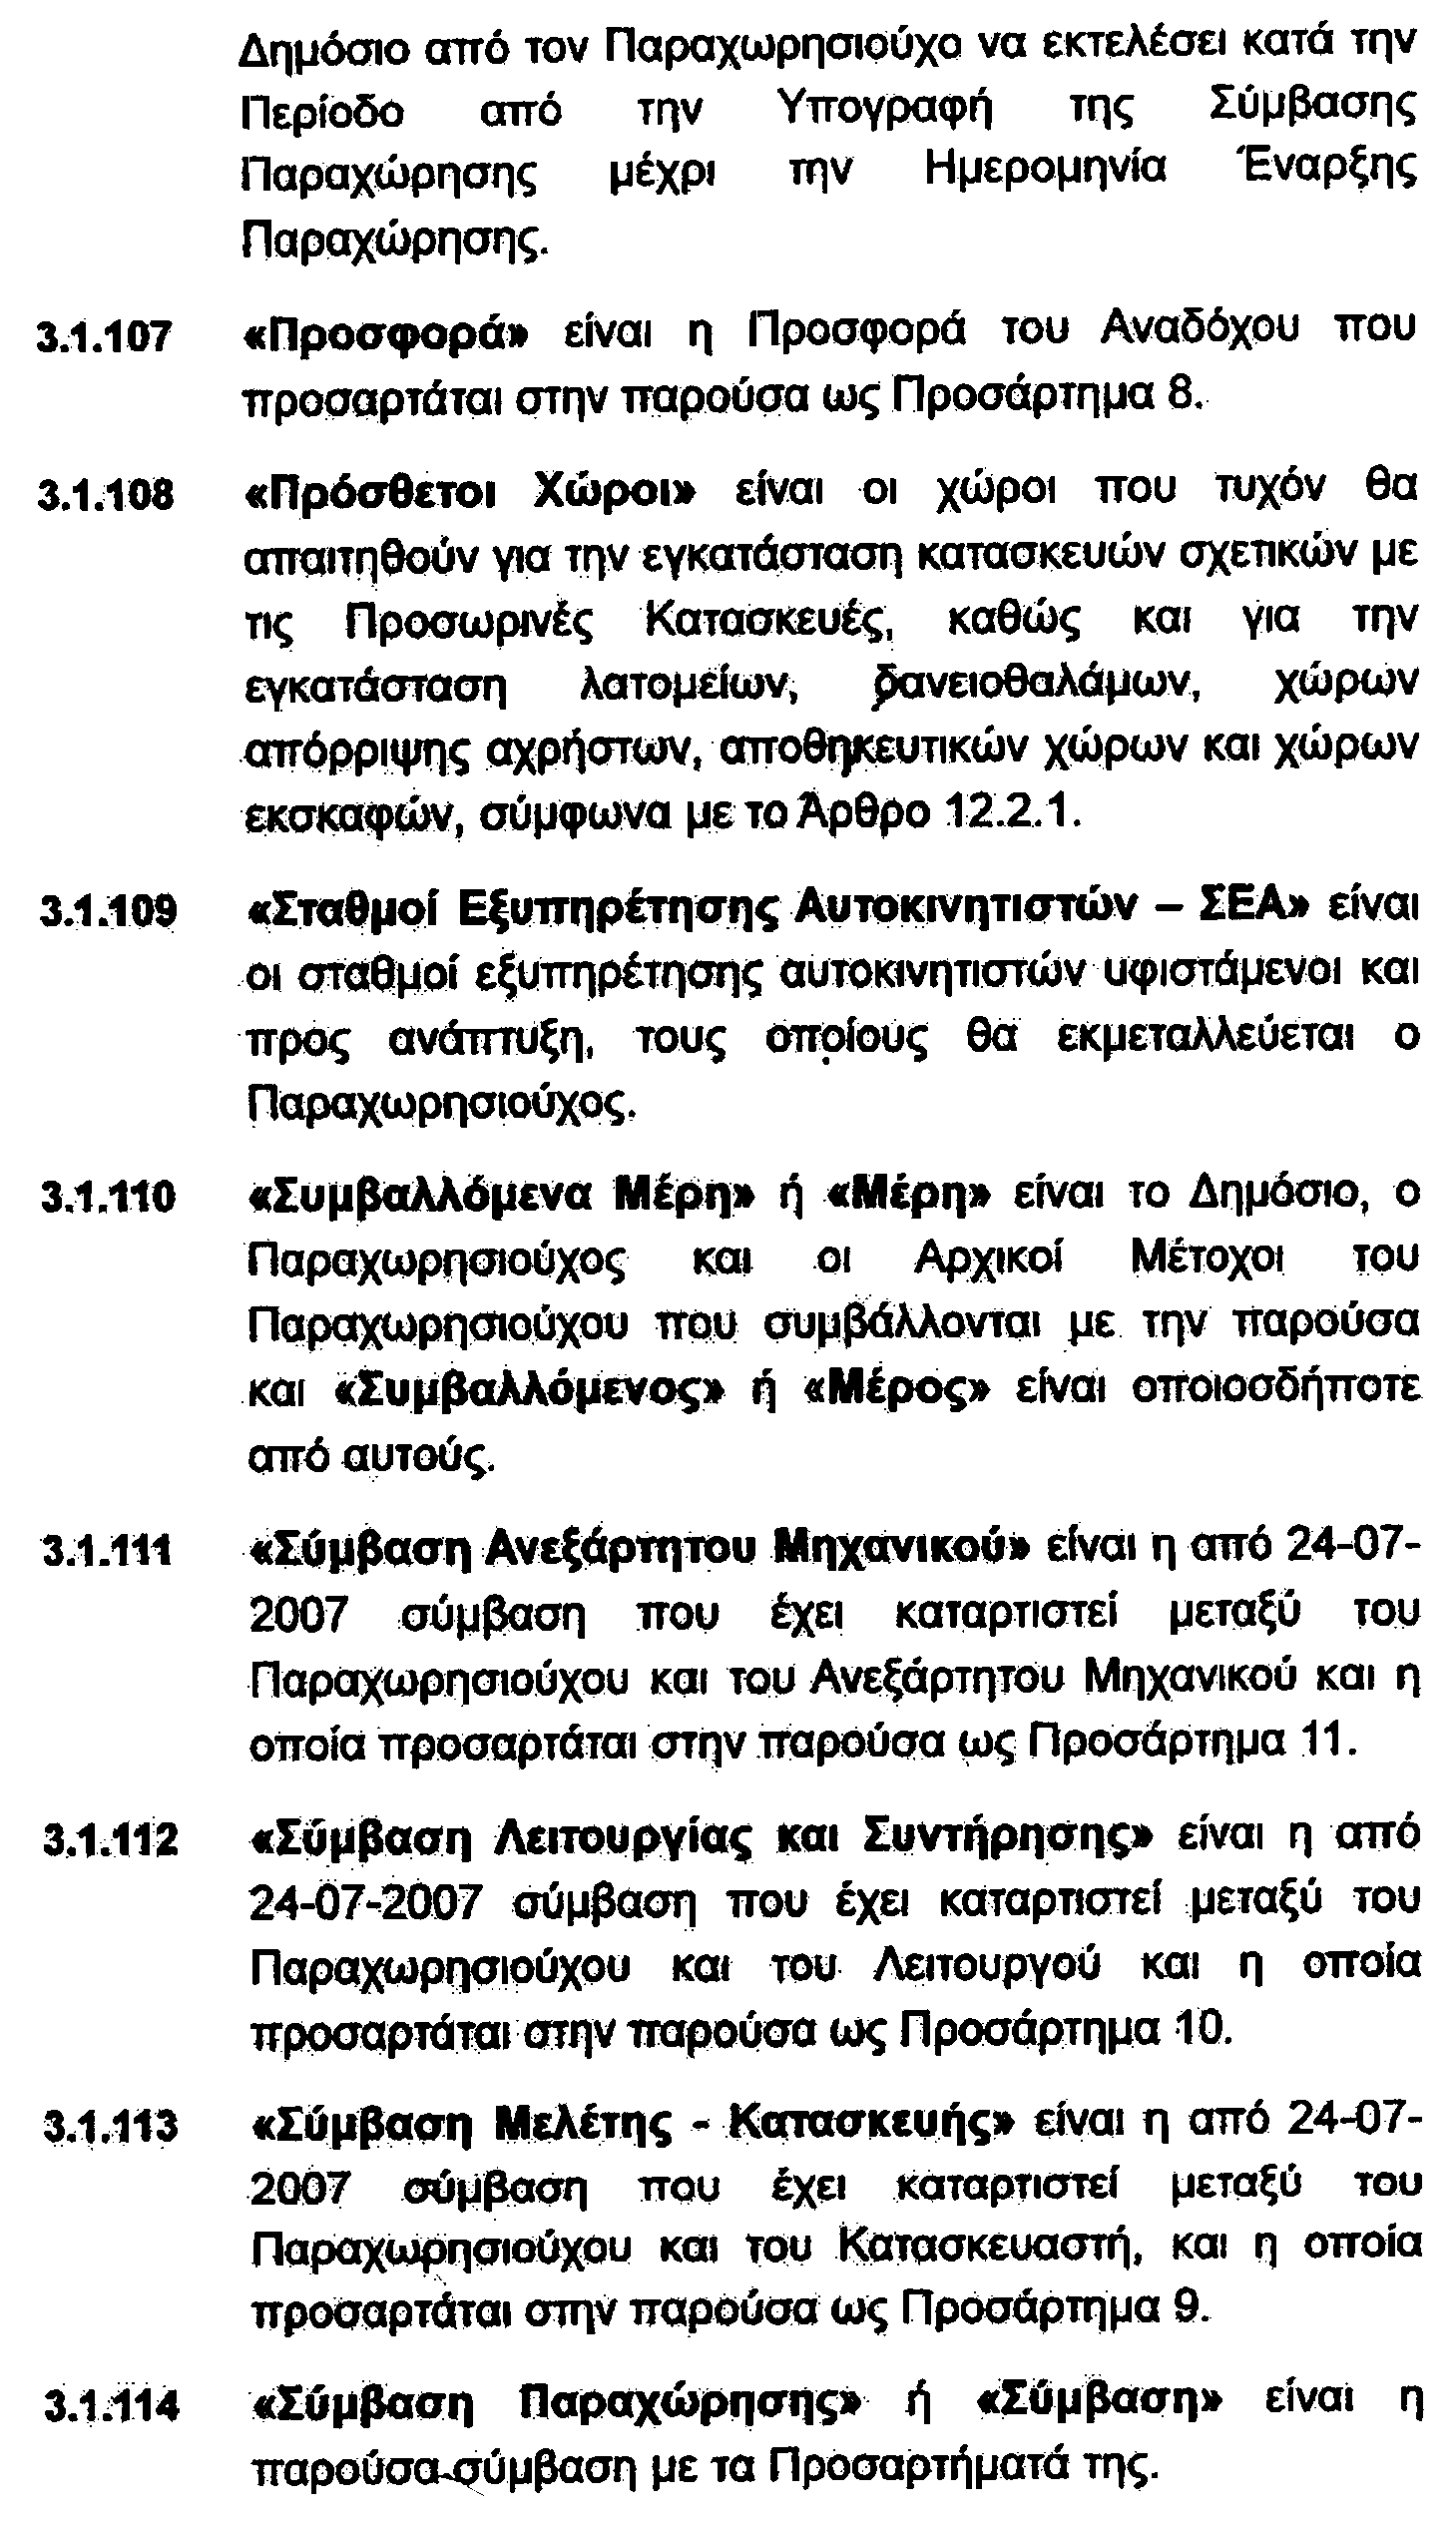 Δημόσιο από τον Παραχωρησιούχο να εκτελέσει κατά την
Περίοδο από την Υπογραφή της Σύμβασης
Παραχώρησης μέχρι την Ημερομηνία Έναρξης
Παραχώρησης.
3.1.107 «Προσφορά» είναι η Προσφορά του Αναδόχου που
προσαρτάται στην παρούσα ως Προσάρτημα 8.
3.1.108 «Πρόσθετοι Χώροι» είναι οι χώροι που τυχόν θα
απαιτηθούν για την εγκατάσταση κατασκευών σχετικών με
τις Προσωρινές Κατασκευές, καθώς και για την
εγκατάσταση λατομείων, δανειοθαλάμων, χώρων
απόρριψης αχρήστων, αποθηκευτικών χώρων και χώρων
εκσκαφών, σύμφωνα με το Άρθρο 12.2.1.
3.1.109 «Σταθμοί Εξυπηρέτησης Αυτοκινητιστών – ΣΕΑ» είναι
οι σταθμοί εξυπηρέτησης αυτοκινητιστών υφιστάμενοι και
προς ανάπτυξη, τους οποίους θα εκμεταλλεύεται ο
Παραχωρησιούχος.
3.1.110 «Συμβαλλόμενα Μέρη» ή «Μέρη» είναι το Δημόσιο, ο
Παραχωρησιούχος και οι Αρχικοί Μέτοχοι του
Παραχωρησιούχου που συμβάλλονται με την παρούσα
και «Συμβαλλόμενος» ή «Μέρος» είναι οποιοσδήποτε
από αυτούς.
3.1.111 «Σύμβαση Ανεξάρτητου Μηχανικού» είναι η από 24-07-
2007 σύμβαση που έχει καταρτιστεί μεταξύ του
Παραχωρησιούχου και του Ανεξάρτητου Μηχανικού και η
οποία προσαρτάται στην παρούσα ως Προσάρτημα 11.
3.1.112 «Σύμβαση Λειτουργίας και Συντήρησης» είναι η από
24-07-2007 σύμβαση που έχει καταρτιστεί μεταξύ του
Παραχωρησιούχου και του Λειτουργού και η οποία
προσαρτάται στην παρούσα ως Προσάρτημα 10.
3.1.113 «Σύμβαση Μελέτης - Κατασκευής» είναι η από 24-07-
2007 σύμβαση που έχει καταρτιστεί μεταξύ του
Παραχωρησιούχου και του Κατασκευαστή, και η οποία
προσαρτάται στην παρούσα ως Προσάρτημα 9.
3.1.114 «Σύμβαση Παραχώρησης» ή «Σύμβαση» είναι η
παρούσα σύμβαση με τα Προσαρτήματά της.